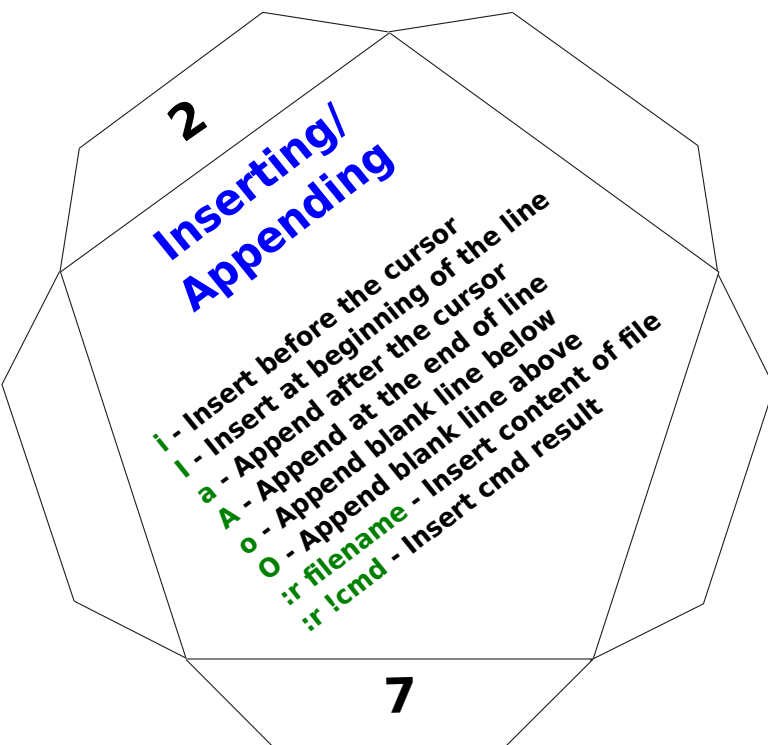 2
Inserting/
Appending
i - Insert before the cursor
I - Insert at beginning of the line
a - Append after the cursor
A - Append at the end of line
o - Append blank line below
O - Append blank line above
:r filename - Insert content of file
:r !cmd - Insert cmd result
7